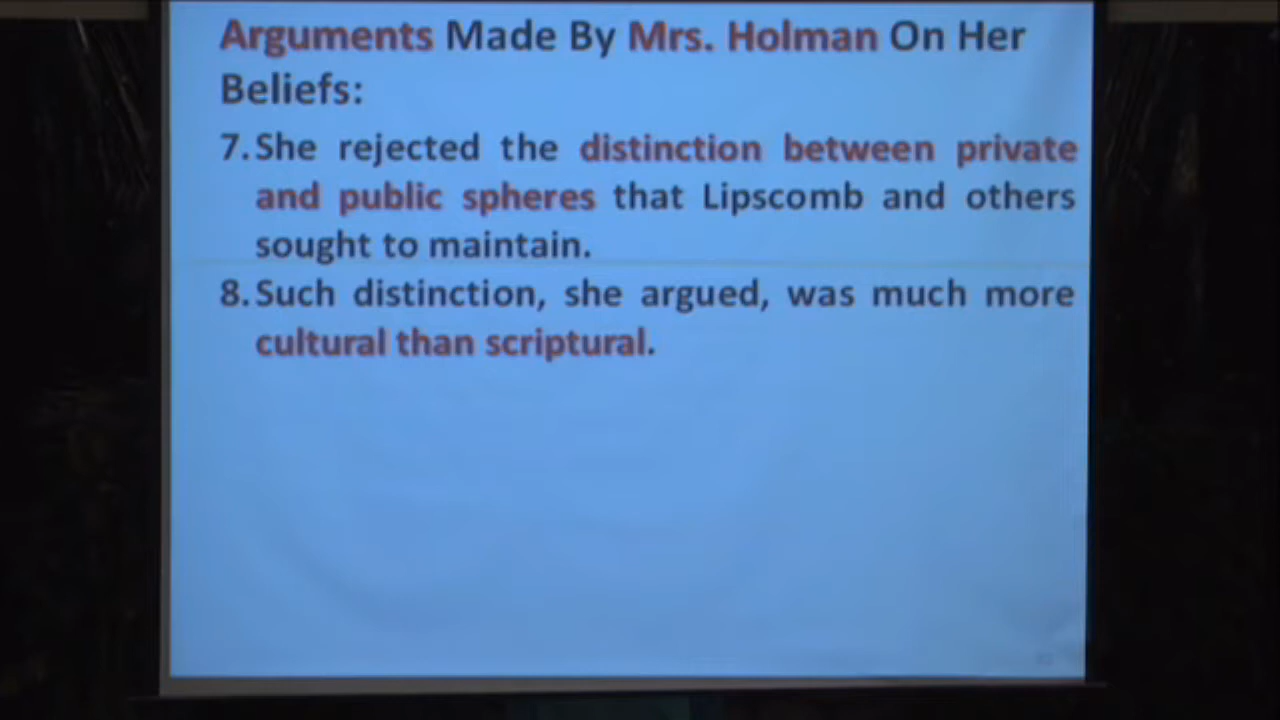 Arguments Made By Mrs. Holman On Her
Beliefs:
7. She rejected the distinction between private
and public spheres that Lipscomb and others
sought to maintain.
8. Such distinction, she argued, was much more
cultural than scriptural.